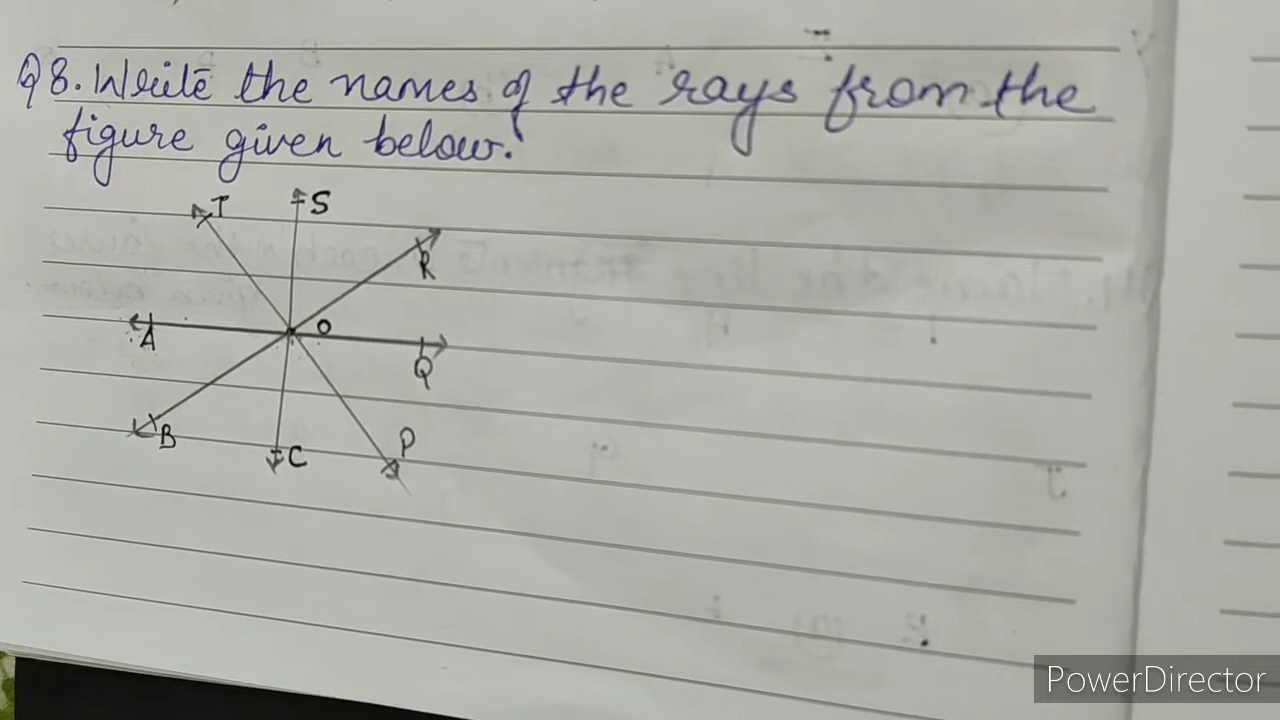 Q8. Write the names of the rays from the
figure given below.
T S
R
A O
Q
B C P
PowerDirector